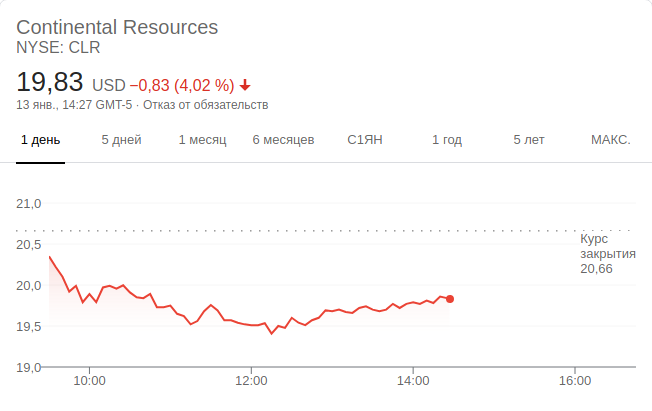 Continental Resources
NYSE: CLR
19,83 USD −0,83 (4,02 %)
13 янв., 14:27 GMT-5 · Отказ от обязательств
1 день 5 дней 1 месяц 6 месяцев С1ЯН 1 год 5 лет МАКС.
21,0
20,5
20,0
19,5
19,0
Курс
закрытия
20,66
10:00 12:00 14:00 16:00